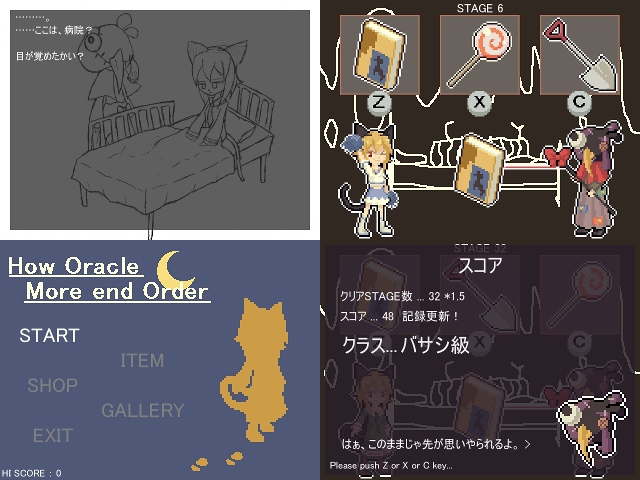 ………。
……ここは、病院？
目が覚めたかい？
STAGE 6
Z
X
C
How Oracle
More end Order
START
ITEM
SHOP
GALLERY
EXIT
HI SCORE : 0
STAGE 32
スコア
クリアSTAGE数 ... 32 *1.5
スコア ... 48 記録更新！
X
C
クラス... バサシ級
はぁ、このままじゃ先が思いやられるよ。 >
Please push Z or X or C key...